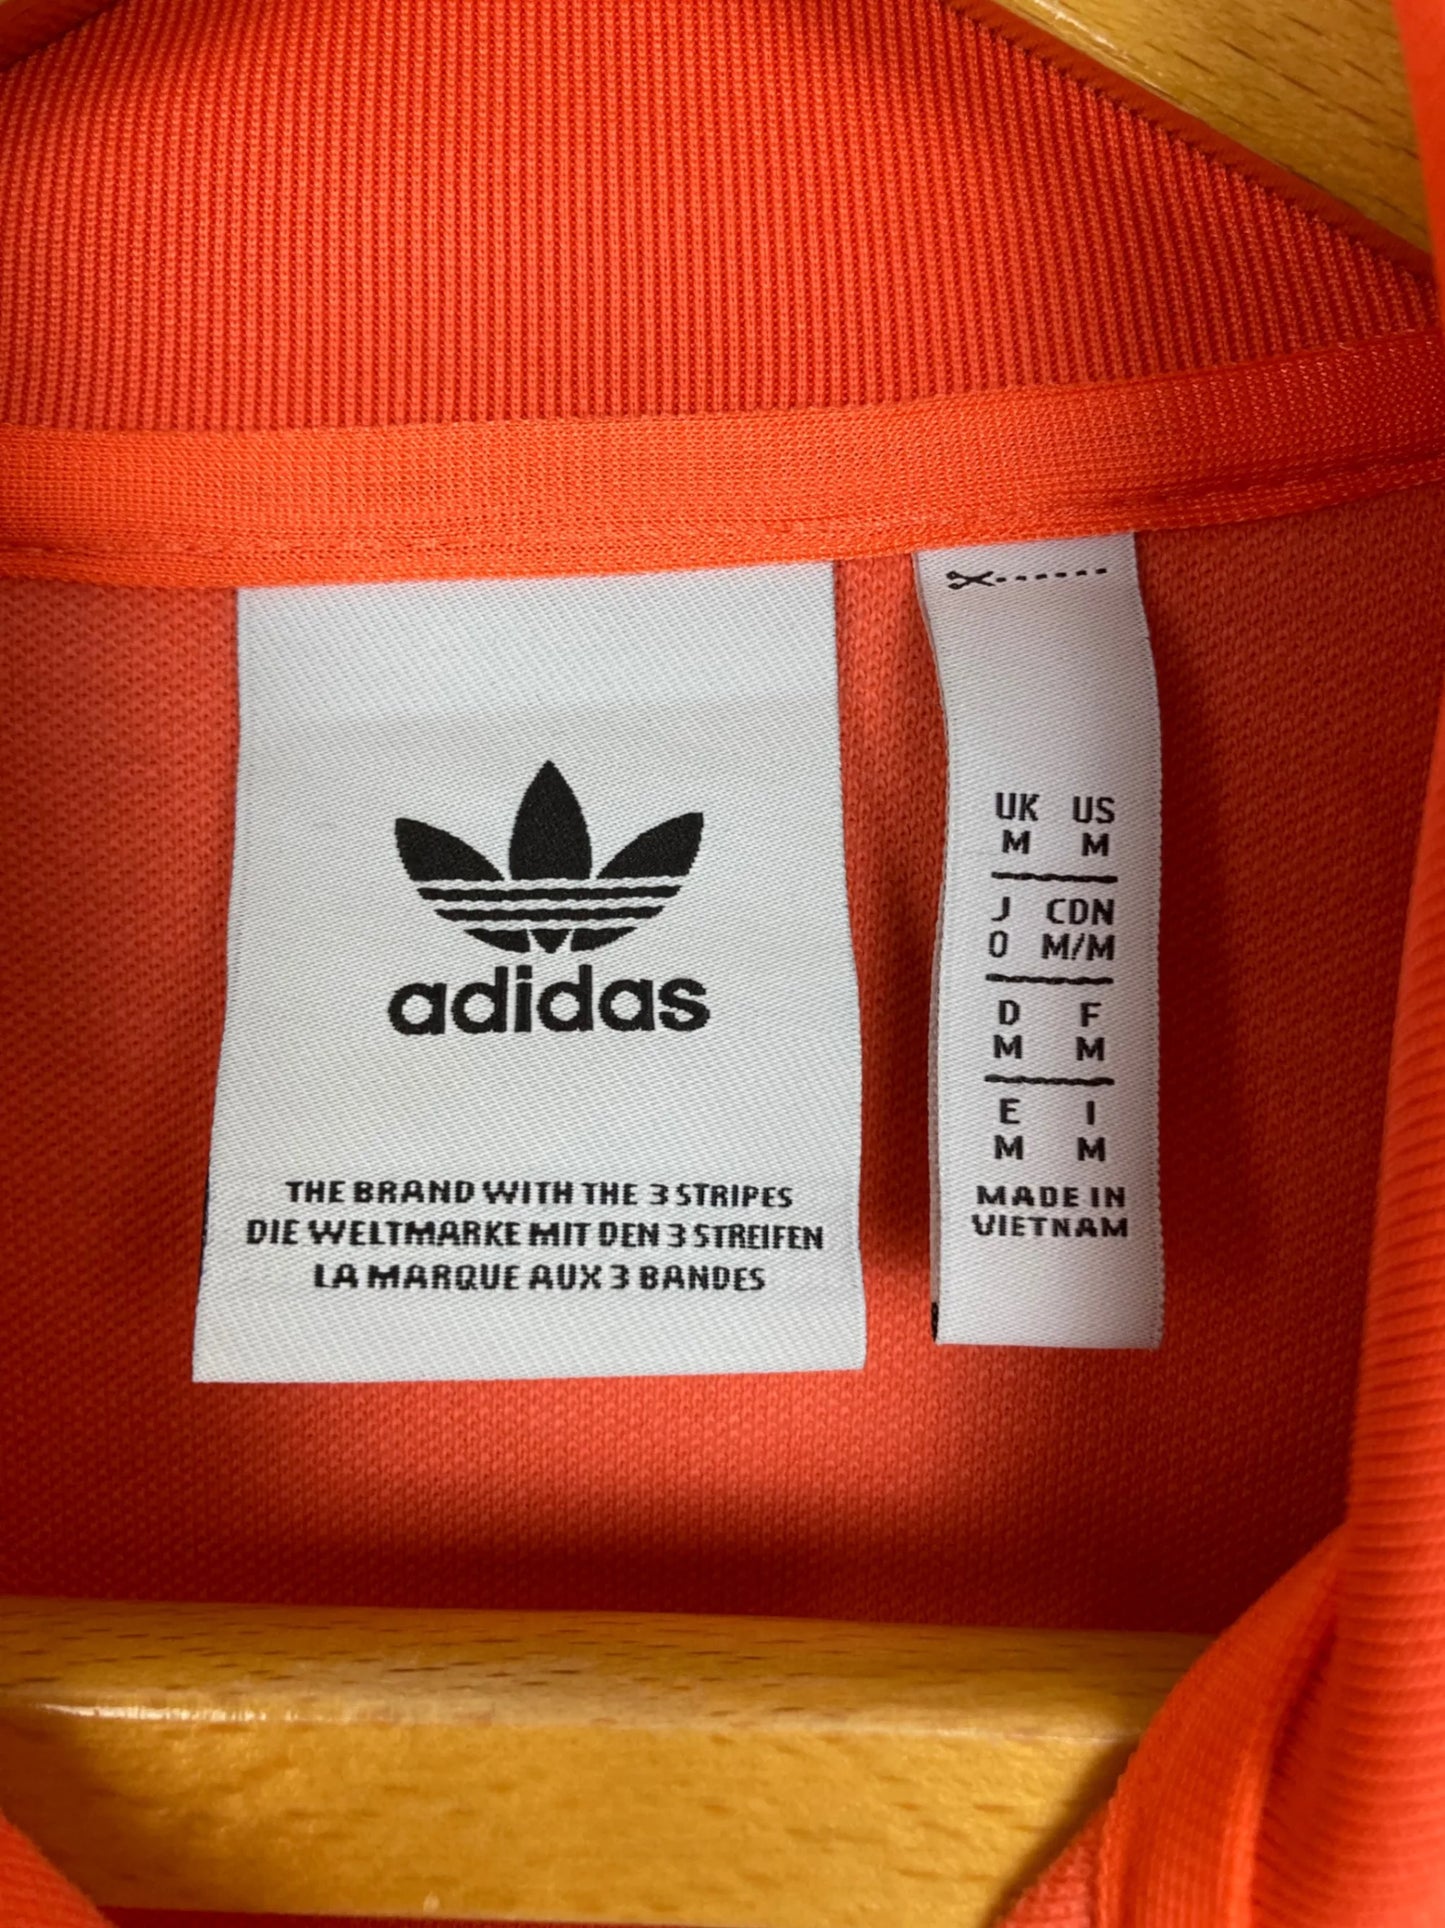 adidas
THE BRAND WITH THE 3 STRIPES
DIE WELTMARKE MIT DEN 3 STREIFEN
LA MARQUE AUX 3 BANDES
UK US
M M
J CDN
O M/M
D F
M M
E I
M M
MADE IN
VIETNAM